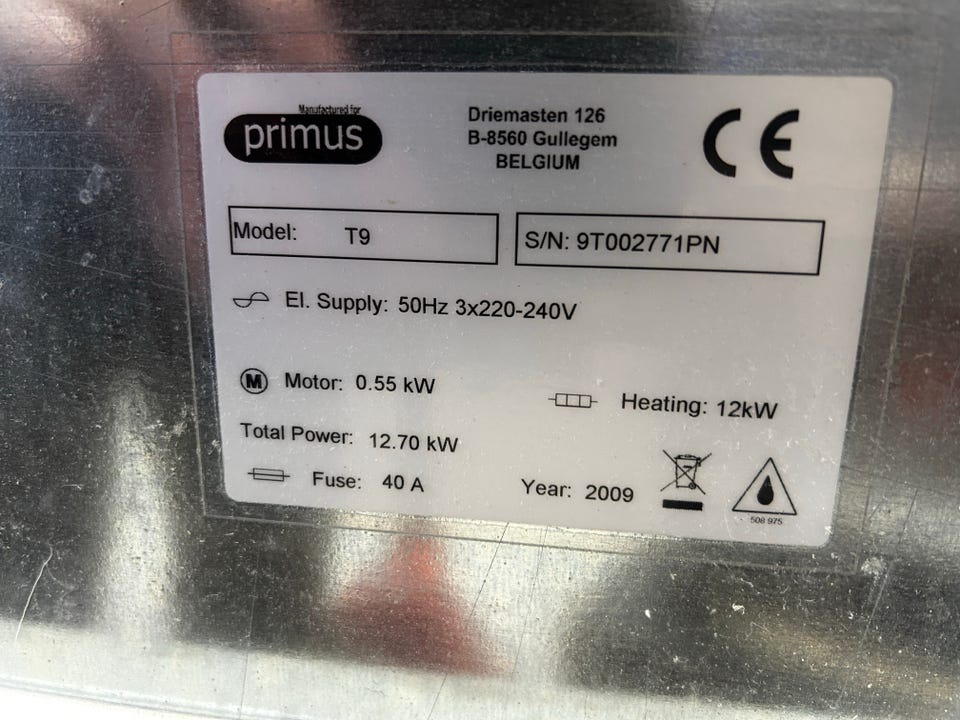 Manufactured for
primus
Driemasten 126
B-8560 Gullegem
BELGIUM
CE
Model: T9
S/N: 9T002771PN
El. Supply: 50Hz 3x220-240V
M Motor: 0.55 kW
Heating: 12kW
Total Power: 12.70 kW
Fuse: 40 A
Year: 2009
508 975